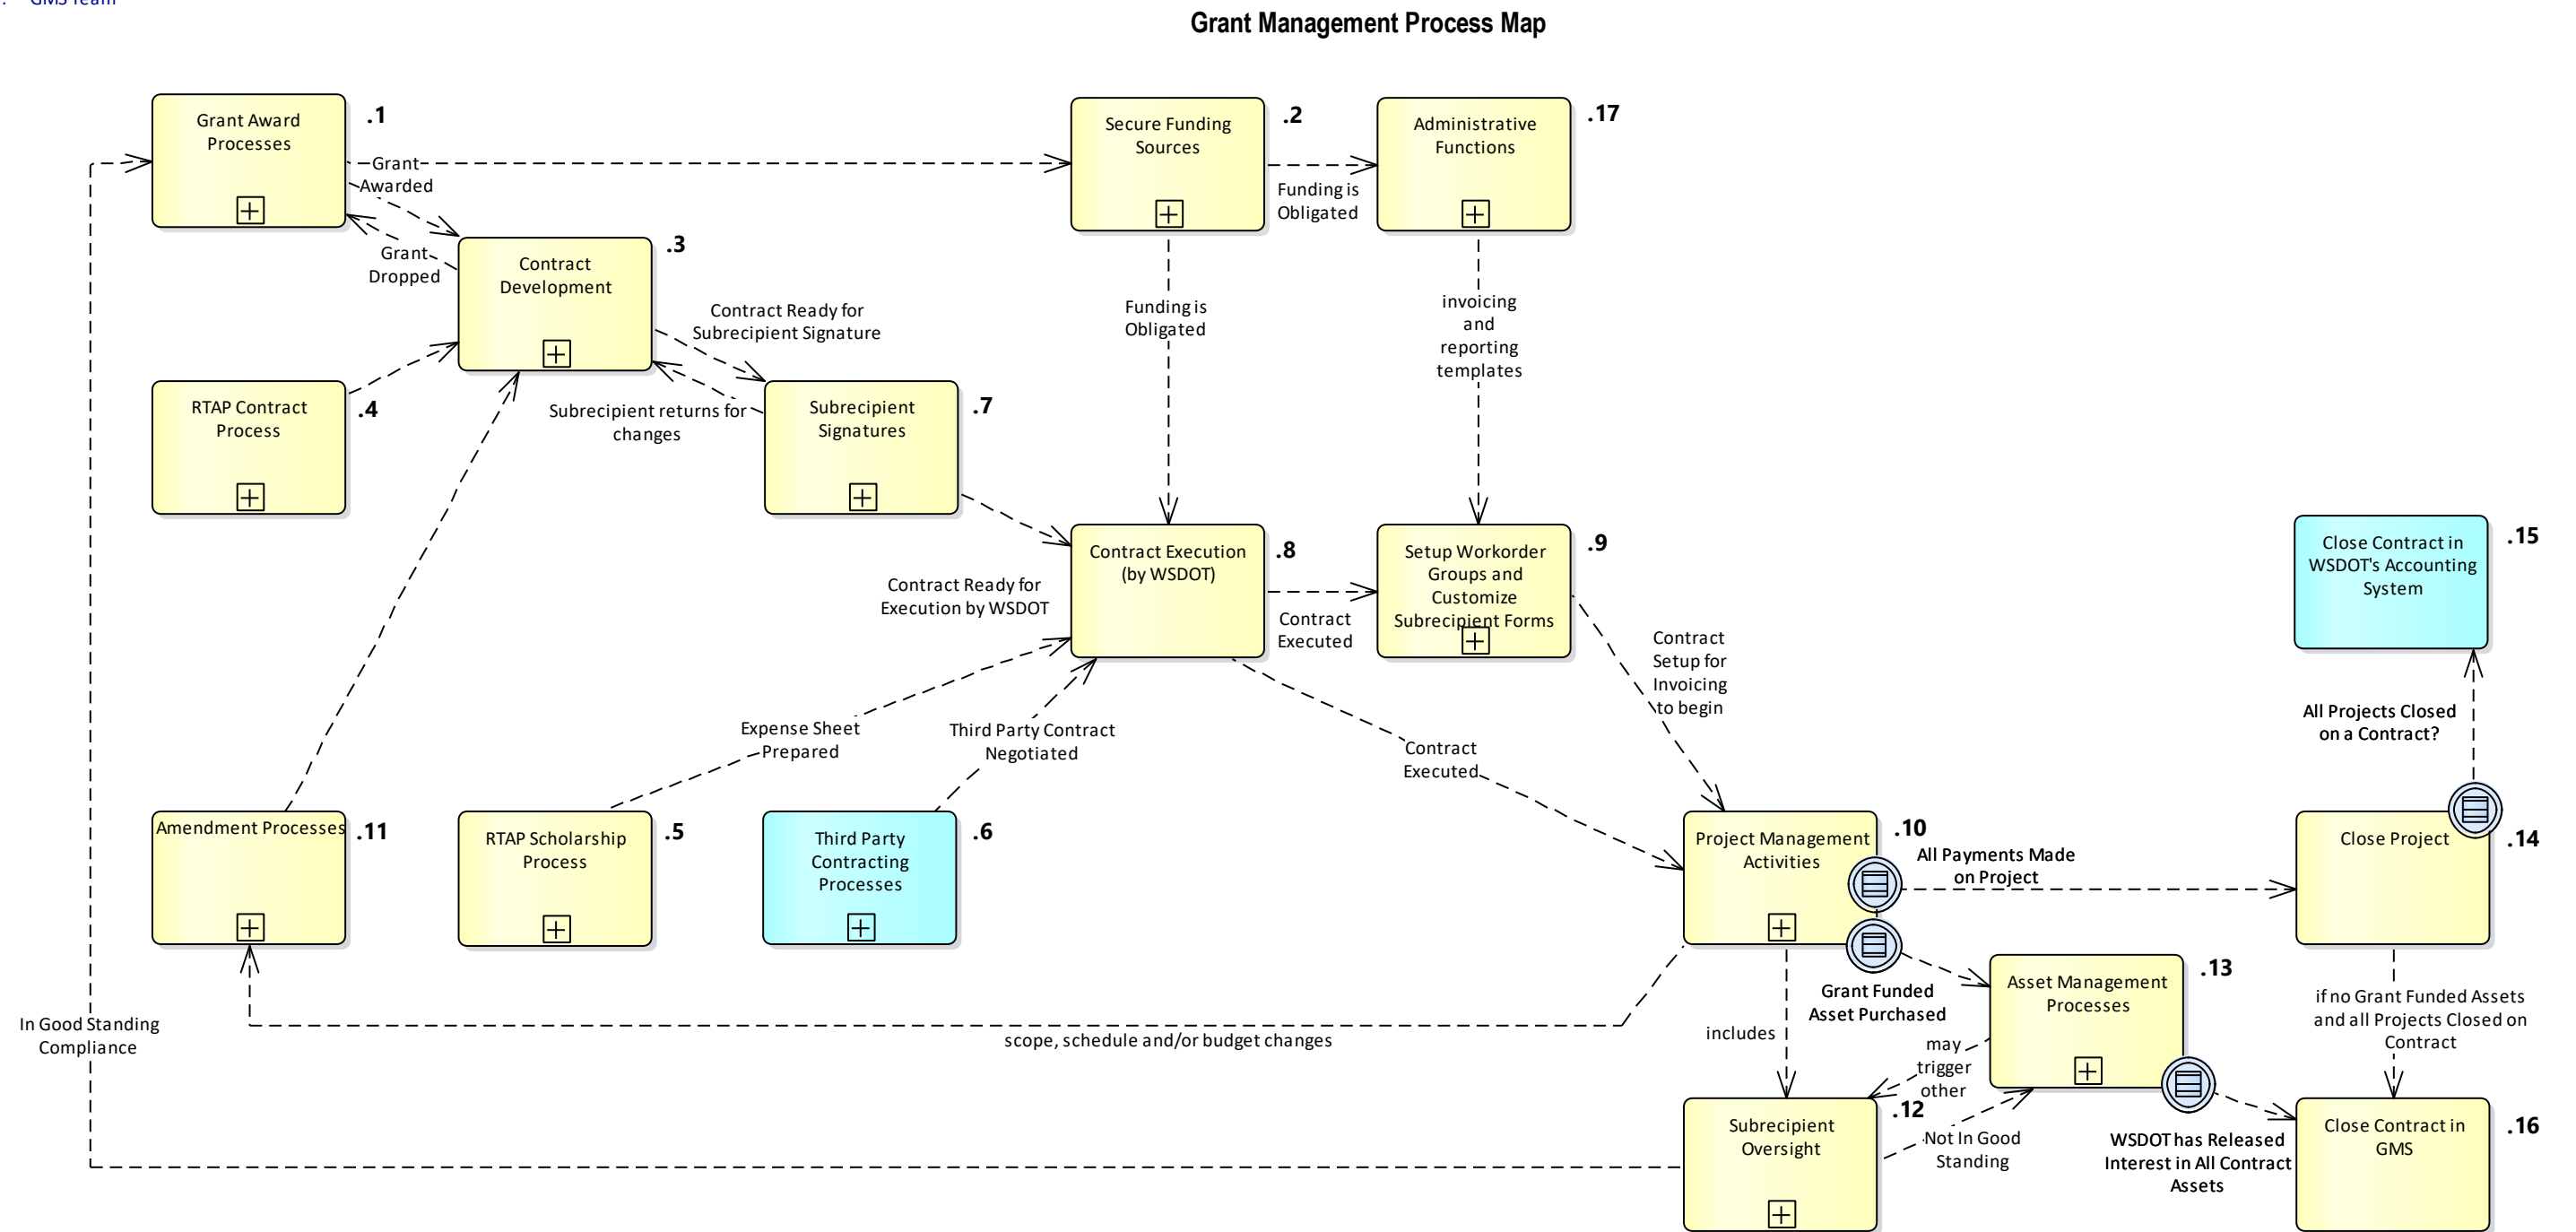 : GMS Team
Grant Management Process Map
Grant Award
Processes
.1
Secure Funding
Sources
.2
Administrative
Functions
.17
Grant
Awarded
Funding is
Obligated
Grant
Dropped
Contract
Development
.3
Contract Ready for
Subrecipient Signature
Funding is
Obligated
invoicing
and
reporting
templates
RTAP Contract
Process
.4
Subrecipient returns for
changes
Subrecipient
Signatures
.7
Contract Ready for
Execution by WSDOT
Contract Execution
(by WSDOT)
.8
Contract
Executed
Setup Workorder
Groups and
Customize
Subrecipient Forms
.9
Close Contract in
WSDOT's Accounting
System
.15
Contract
Setup for
Invoicing
to begin
Expense Sheet
Prepared
Third Party Contract
Negotiated
Contract
Executed
All Projects Closed
on a Contract?
Amendment Processes
.11
RTAP Scholarship
Process
.5
Third Party
Contracting
Processes
.6
Project Management
Activities
.10
All Payments Made
on Project
Close Project
.14
Grant Funded
Asset Purchased
Asset Management
Processes
.13
if no Grant Funded Assets
and all Projects Closed on
Contract
In Good Standing
Compliance
scope, schedule and/or budget changes
includes
may
trigger
other
Subrecipient
Oversight
.12
Not In Good
Standing
WSDOT has Released
Interest in All Contract
Assets
Close Contract in
GMS
.16